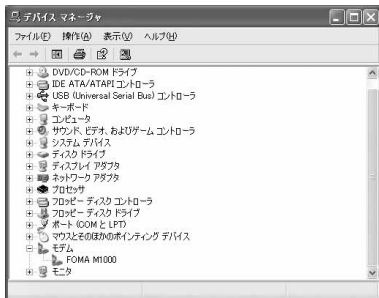 デバイス マネージャ
ファイル(F) 操作(A) 表示(V) ヘルプ(H)
DVD/CD-ROM ドライブ
IDE ATA/ATAPI コントローラ
USB (Universal Serial Bus) コントローラ
キーボード
コンピュータ
サウンド、ビデオ、およびゲーム コントローラ
システム デバイス
ディスク ドライブ
ディスプレイ アダプタ
ネットワーク アダプタ
プロセッサ
フロッピー ディスク コントローラ
フロッピー ディスク ドライブ
ポート (COM と LPT)
マウスとそのほかのポインティング デバイス
モデム
FOMA M1000
モニタ